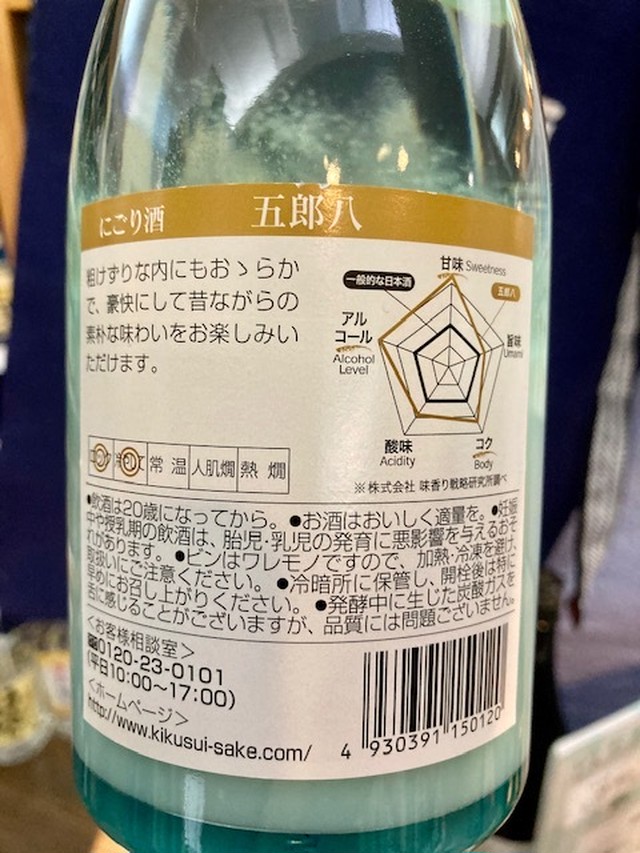 にごり酒 五郎八
粗けずりな内にもおゝらか
で、豪快にして昔ながらの
素朴な味わいをお楽しみい
ただけます。
甘味 Sweetness
一般的な日本酒
五郎八
旨味
Umami
アル
コール
Alcohol
Level
酸味
Acidity
コク
Body
※株式会社 味香り戦略研究所調べ
ロック 冷や 常温 人肌燗 熱燗
●飲酒は20歳になってから。●お酒はおいしく適量を。●妊娠
中や授乳期の飲酒は、胎児・乳児の発育に悪影響を与えるおそ
れがあります。●ビンはワレモノですので、加熱・冷凍を避け、
取扱いにご注意ください。●冷暗所に保管し、開栓後は特に
早めにお召し上がりください。●発酵中に生じた炭酸ガスを
舌に感じることがございますが、品質には問題ございません。
<お客様相談室>
0120-23-0101
(平日10:00〜17:00)
<ホームページ>
http://www.kikusui-sake.com/
4 930391 150120